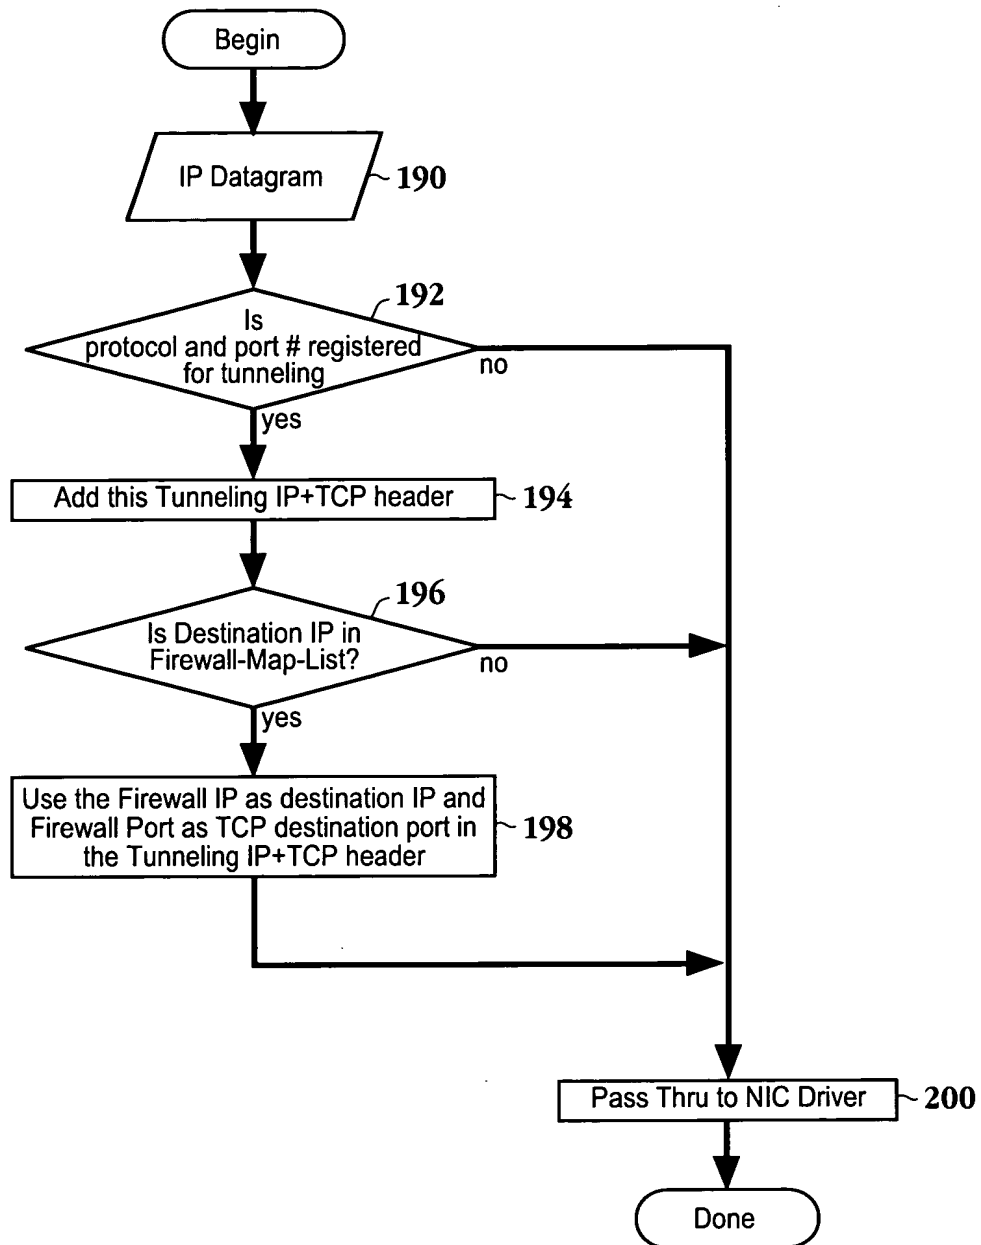 Begin
IP Datagram
190
192
Is
protocol and port # registered
for tunneling
no
yes
Add this Tunneling IP+TCP header
194
196
Is Destination IP in
Firewall-Map-List?
no
yes
Use the Firewall IP as destination IP and
Firewall Port as TCP destination port in
the Tunneling IP+TCP header
198
Pass Thru to NIC Driver
200
Done